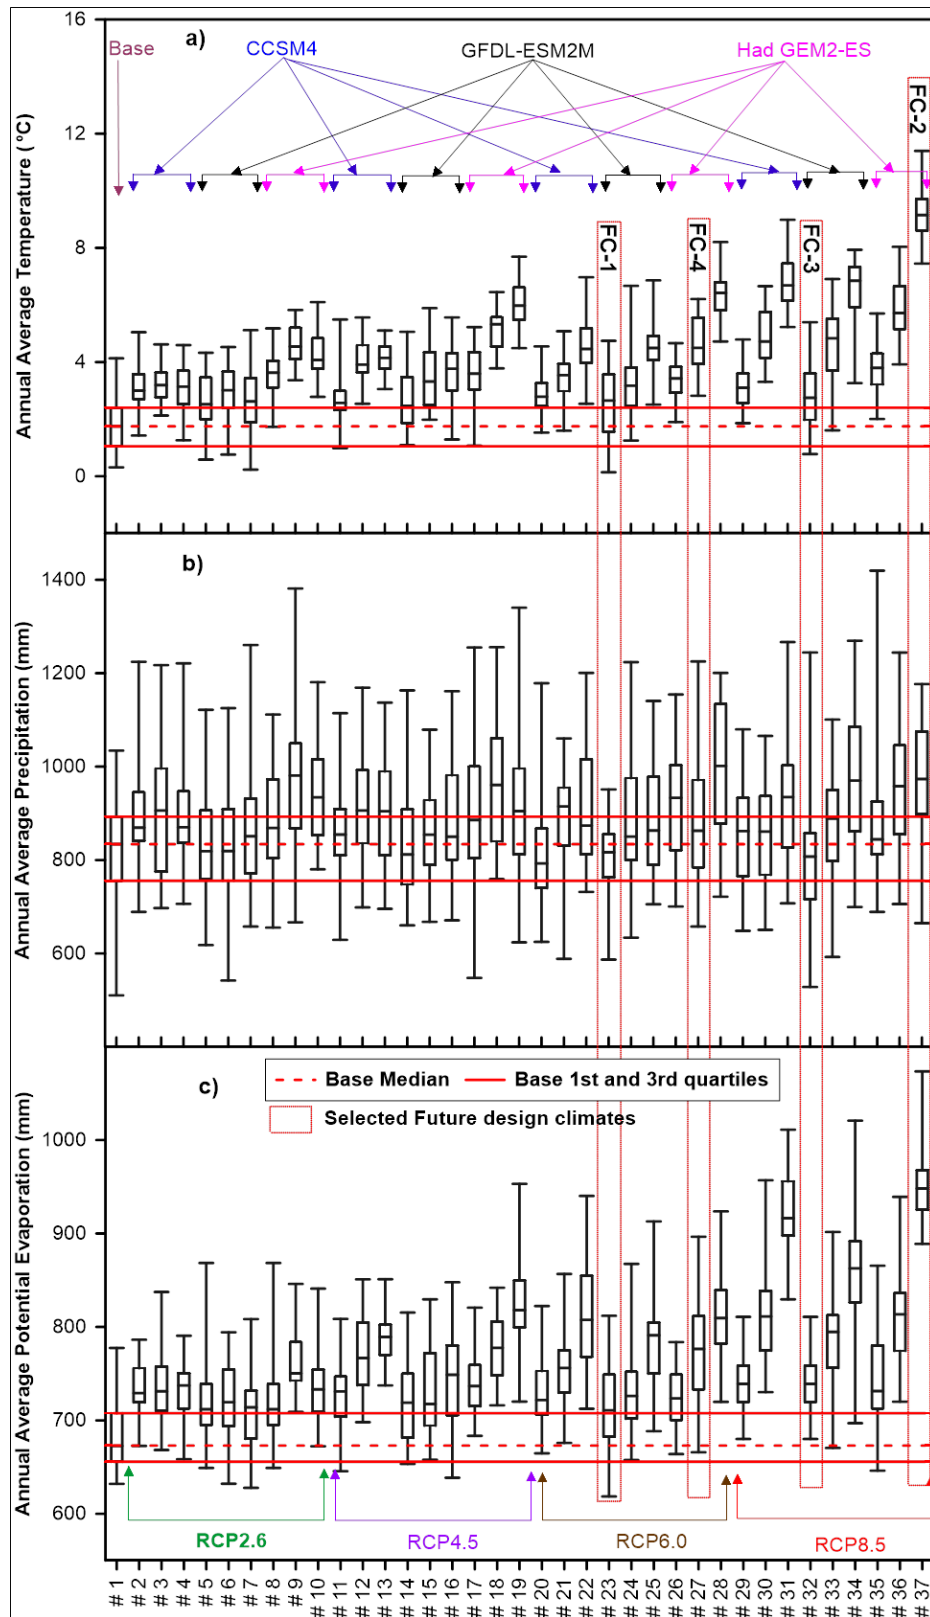 16
a)
Base
CCSM4
GFDL-ESM2M
Had GEM2-ES
FC-2
12
8
FC-1
FC-4
FC-3
4
0
Annual Average Temperature (°C)
b)
1400
1200
1000
800
600
Annual Average Precipitation (mm)
c)
Base Median
Base 1st and 3rd quartiles
Selected Future design climates
1000
900
800
700
600
Annual Average Potential Evaporation (mm)
RCP2.6
RCP4.5
RCP6.0
RCP8.5
# 1
# 2
# 3
# 4
# 5
# 6
# 7
# 8
# 9
# 10
# 11
# 12
# 13
# 14
# 15
# 16
# 17
# 18
# 19
# 20
# 21
# 22
# 23
# 24
# 25
# 26
# 27
# 28
# 29
# 30
# 31
# 32
# 33
# 34
# 35
# 36
# 37